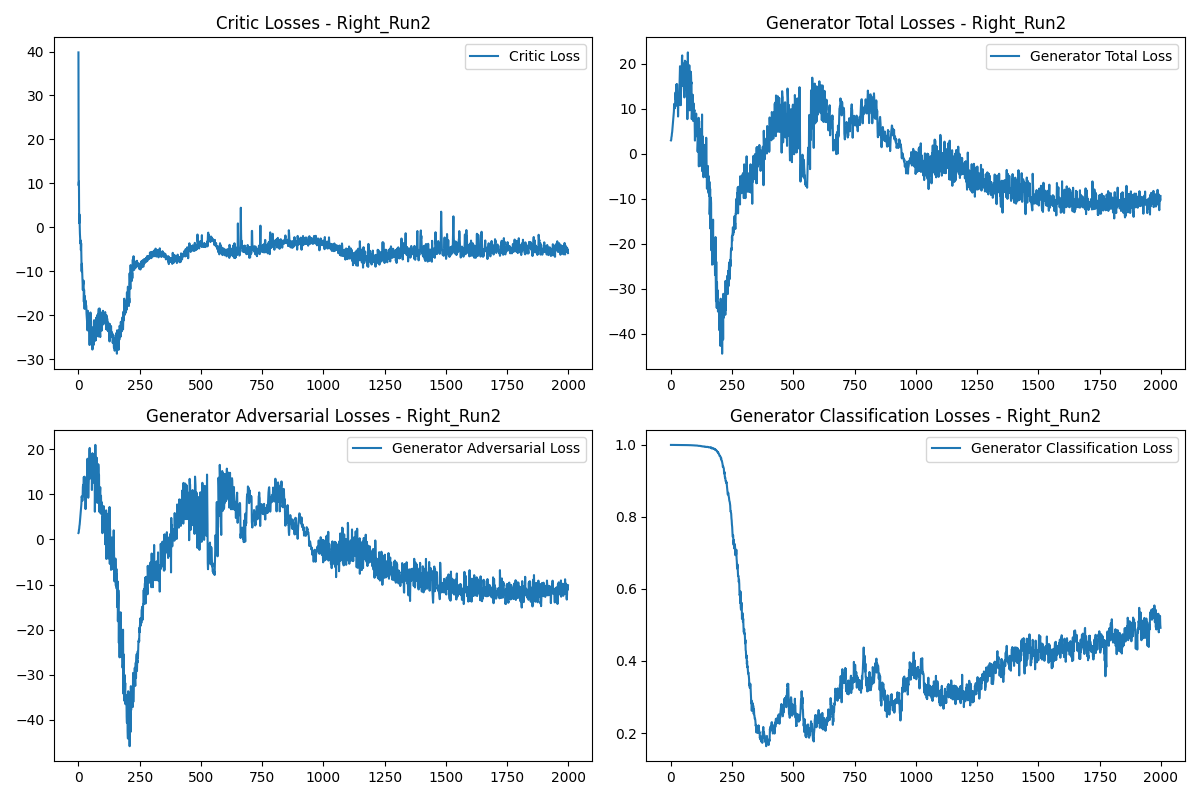 Critic Losses - Right_Run2
Critic Loss
40
30
20
10
0
−10
−20
−30
0 250 500 750 1000 1250 1500 1750 2000
Generator Total Losses - Right_Run2
Generator Total Loss
20
10
0
−10
−20
−30
−40
0 250 500 750 1000 1250 1500 1750 2000
Generator Adversarial Losses - Right_Run2
Generator Adversarial Loss
20
10
0
−10
−20
−30
−40
0 250 500 750 1000 1250 1500 1750 2000
Generator Classification Losses - Right_Run2
Generator Classification Loss
1.0
0.8
0.6
0.4
0.2
0 250 500 750 1000 1250 1500 1750 2000